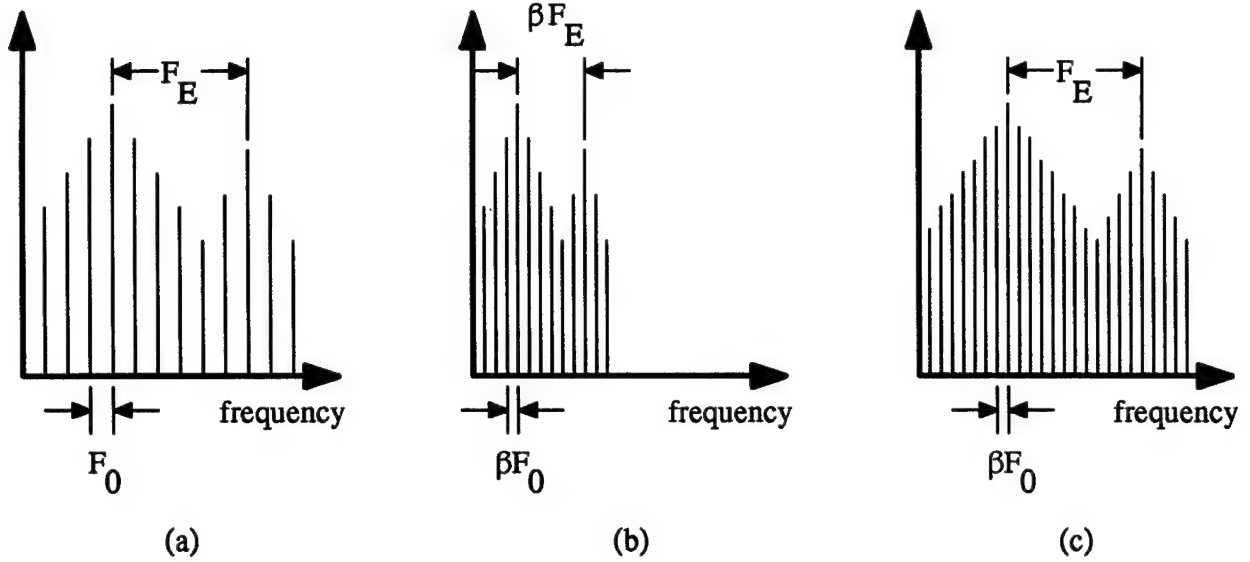 F_E
F_0
frequency
(a)
βF_E
βF_0
frequency
(b)
F_E
βF_0
frequency
(c)